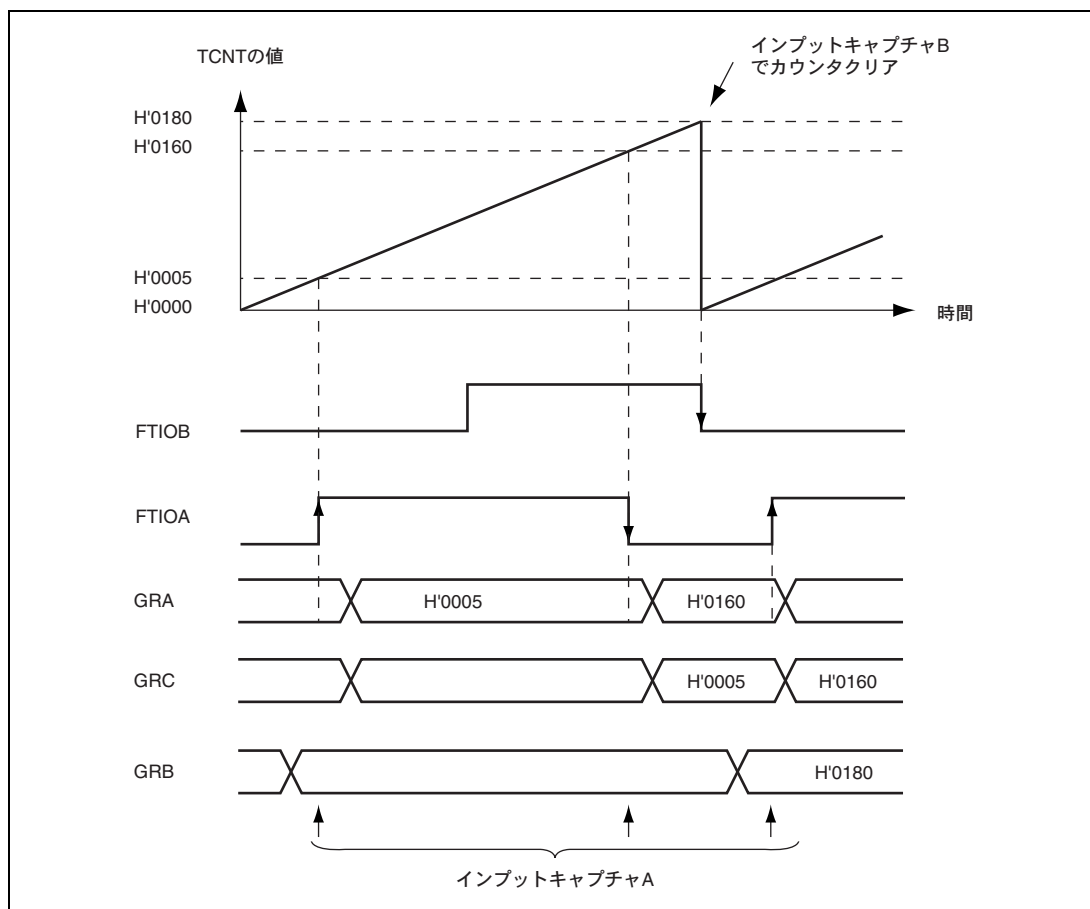 TCNTの値
インプットキャプチャB
でカウンタクリア
H'0180
H'0160
H'0005
H'0000
時間
FTIOB
FTIOA
GRA
H'0005
H'0160
GRC
H'0005
H'0160
GRB
H'0180
インプットキャプチャA